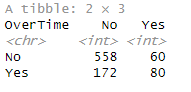 A tibble: 2 x 3
OverTime No Yes
<chr> <int> <int>
No 558 60
Yes 172 80